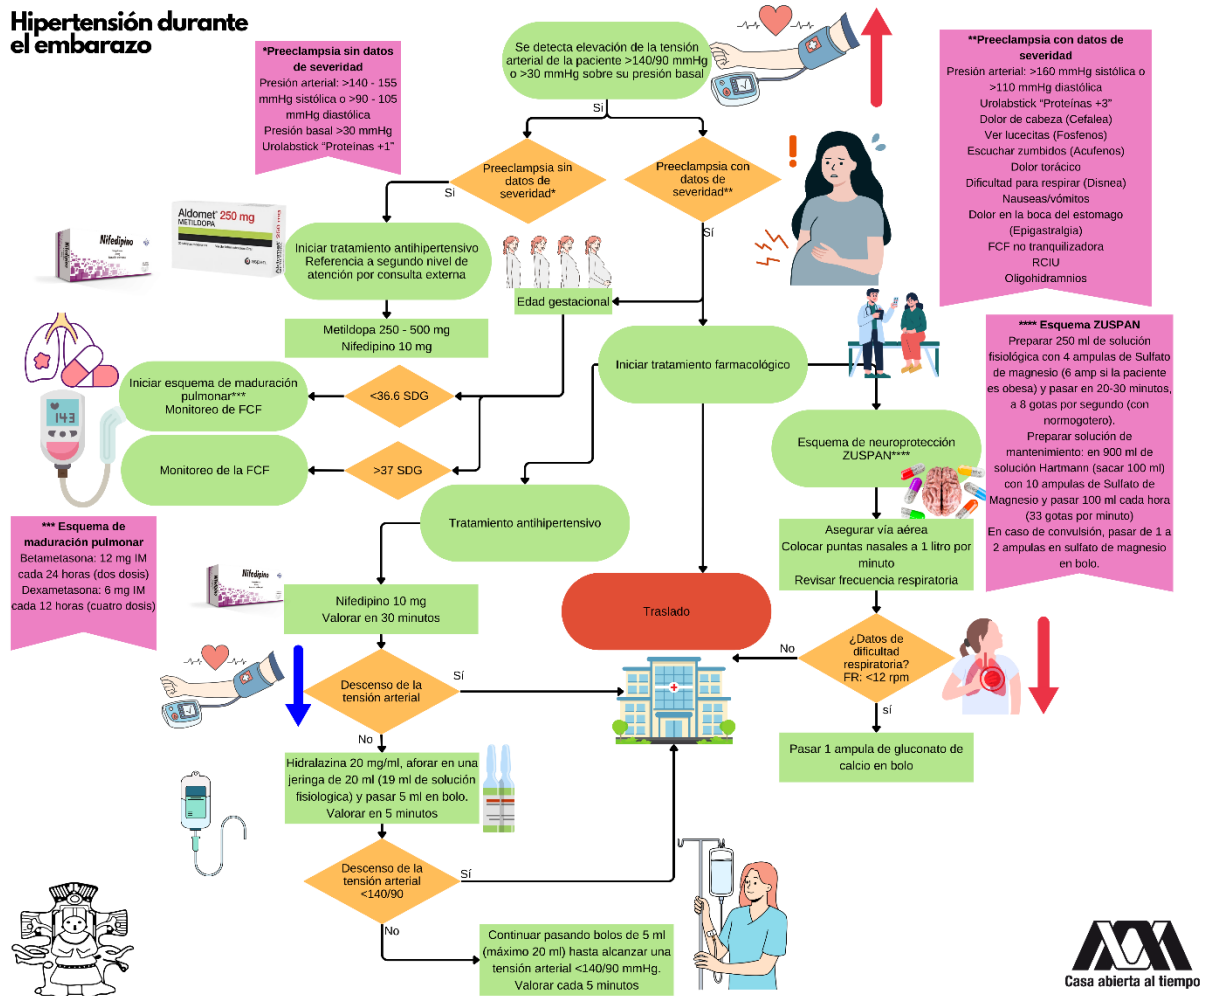 Hipertensión durante
el embarazo
*Preeclampsia sin datos
de severidad
Presión arterial: >140 - 155
mmHg sistólica o >90 - 105
mmHg diastólica
Presión basal >30 mmHg
Urolabstick “Proteínas +1”
Se detecta elevación de la tensión
arterial de la paciente >140/90 mmHg
o >30 mmHg sobre su presión basal
Sí
**Preeclampsia con datos de
severidad
Presión arterial: >160 mmHg sistólica o
>110 mmHg diastólica
Urolabstick “Proteínas +3”
Dolor de cabeza (Cefalea)
Ver lucecitas (Fosfenos)
Escuchar zumbidos (Acufenos)
Dolor torácico
Dificultad para respirar (Disnea)
Nauseas/vómitos
Dolor en la boca del estomago
(Epigastralgia)
FCF no tranquilizadora
RCIU
Oligohidramnios
Preeclampsia sin
datos de
severidad*
Sí
Preeclampsia con
datos de
severidad**
Sí
Nifedipino
Aldomet 250 mg
METILDOPA
aspen
Iniciar tratamiento antihipertensivo
Referencia a segundo nivel de
atención por consulta externa
Edad gestacional
Metildopa 250 - 500 mg
Nifedipino 10 mg
Iniciar tratamiento farmacológico
**** Esquema ZUSPAN
Preparar 250 ml de solución
fisiológica con 4 ampulas de Sulfato
de magnesio (6 amp si la paciente
es obesa) y pasar en 20-30 minutos,
a 8 gotas por segundo (con
normogotero).
Preparar solución de
mantenimiento: en 900 ml de
solución Hartmann (sacar 100 ml)
con 10 ampulas de Sulfato de
Magnesio y pasar 100 ml cada hora
(33 gotas por minuto)
En caso de convulsión, pasar de 1 a
2 ampulas en sulfato de magnesio
en bolo.
Iniciar esquema de maduración
pulmonar***
Monitoreo de FCF
<36.6 SDG
143
Monitoreo de la FCF
>37 SDG
Esquema de neuroprotección
ZUSPAN****
*** Esquema de
maduración pulmonar
Betametasona: 12 mg IM
cada 24 horas (dos dosis)
Dexametasona: 6 mg IM
cada 12 horas (cuatro dosis)
Tratamiento antihipertensivo
Asegurar vía aérea
Colocar puntas nasales a 1 litro por
minuto
Revisar frecuencia respiratoria
Nifedipino
Nifedipino 10 mg
Valorar en 30 minutos
Traslado
¿Datos de
dificultad
respiratoria?
FR: <12 rpm
No
sí
Descenso de la
tensión arterial
Sí
No
Pasar 1 ampula de gluconato de
calcio en bolo
Hidralazina 20 mg/ml, aforar en una
jeringa de 20 ml (19 ml de solución
fisiologica) y pasar 5 ml en bolo.
Valorar en 5 minutos
Descenso de la
tensión arterial
<140/90
Sí
No
Continuar pasando bolos de 5 ml
(máximo 20 ml) hasta alcanzar una
tensión arterial <140/90 mmHg.
Valorar cada 5 minutos
Casa abierta al tiempo